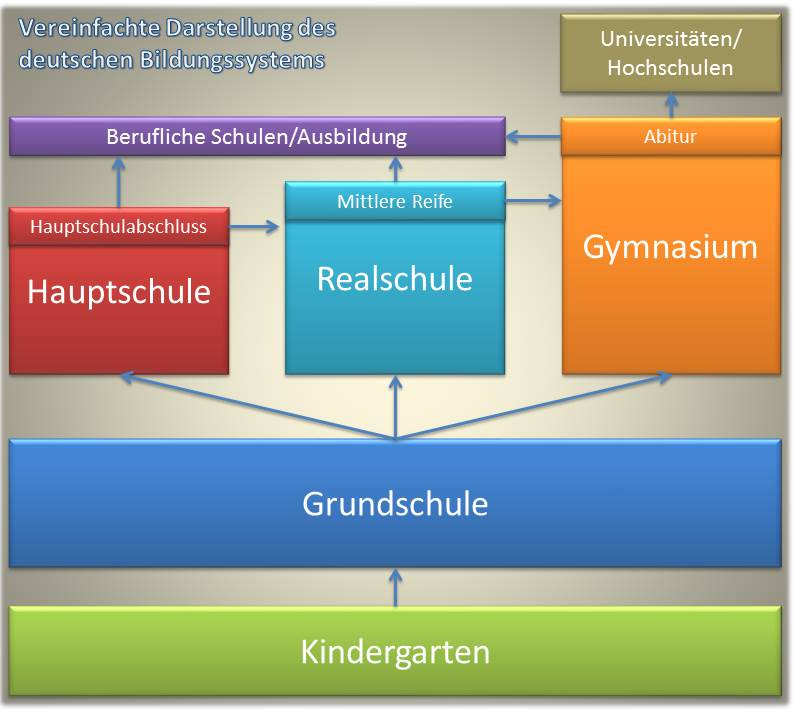 Vereinfachte Darstellung des
deutschen Bildungssystems
Universitäten/
Hochschulen
Berufliche Schulen/Ausbildung
Abitur
Mittlere Reife
Hauptschulabschluss
Gymnasium
Realschule
Hauptschule
Grundschule
Kindergarten